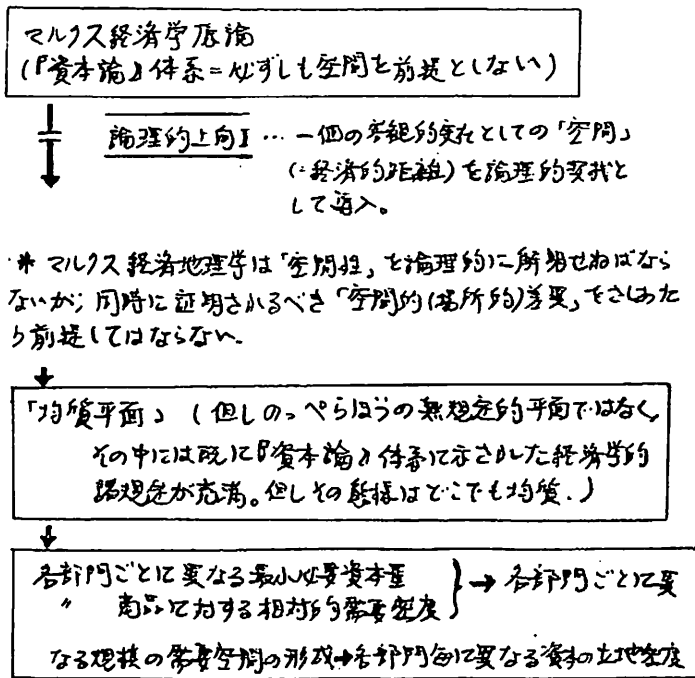 マルクス経済学原論
(『資本論』体系=必ずしも空間を前提としない)
論理的上向I … 一個の客観的実在としての「空間」
(=経済的距離)を論理的契機と
して導入。
* マルクス経済地理学は「空間性」を論理的に解明せねばなら
ないが、同時に証明されるべき「空間的(場所的)差異」をさしあた
り前提してはならない。
「均質平面」(但しのっぺらぼうの無規定的平面ではなく、
その中には既に『資本論』体系に示された経済学的
諸規定が充満。但しその態様はどこでも均質.)
各部門ごとに異なる最小必要資本量
〃 商品に対する相対的需要密度 } → 各部門ごとに異
なる規模の需要空間の形成→各部門毎に異なる資本の立地密度